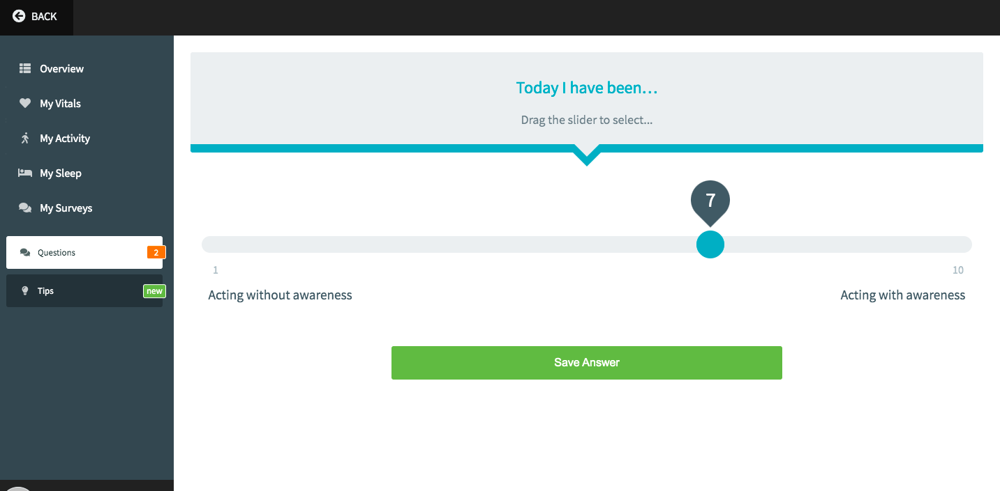 BACK
Overview
My Vitals
My Activity
My Sleep
My Surveys
Questions 2
Tips new
Today I have been...
Drag the slider to select...
7
1 10
Acting without awareness Acting with awareness
Save Answer